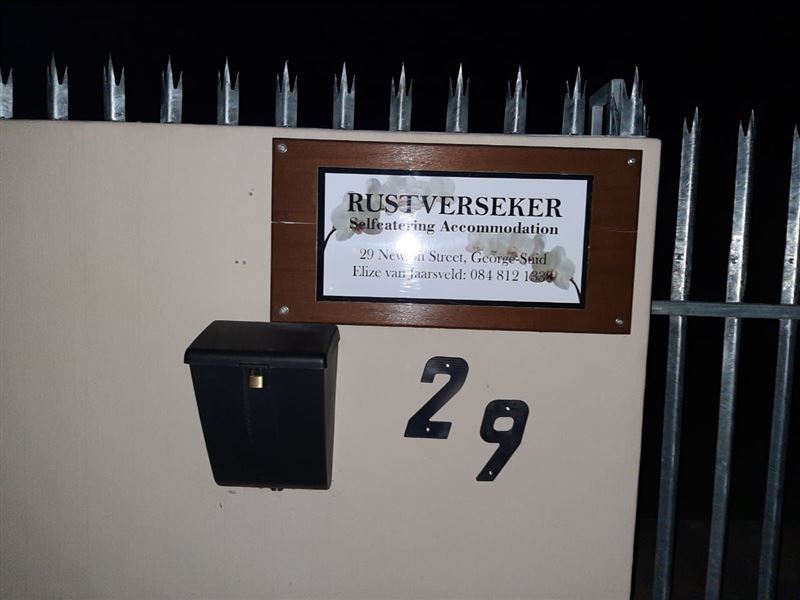 RUSTVERSEKER
Selfcatering Accommodation
29 Street, George-Suid
Elize van Jaarsveld: 084 812
29